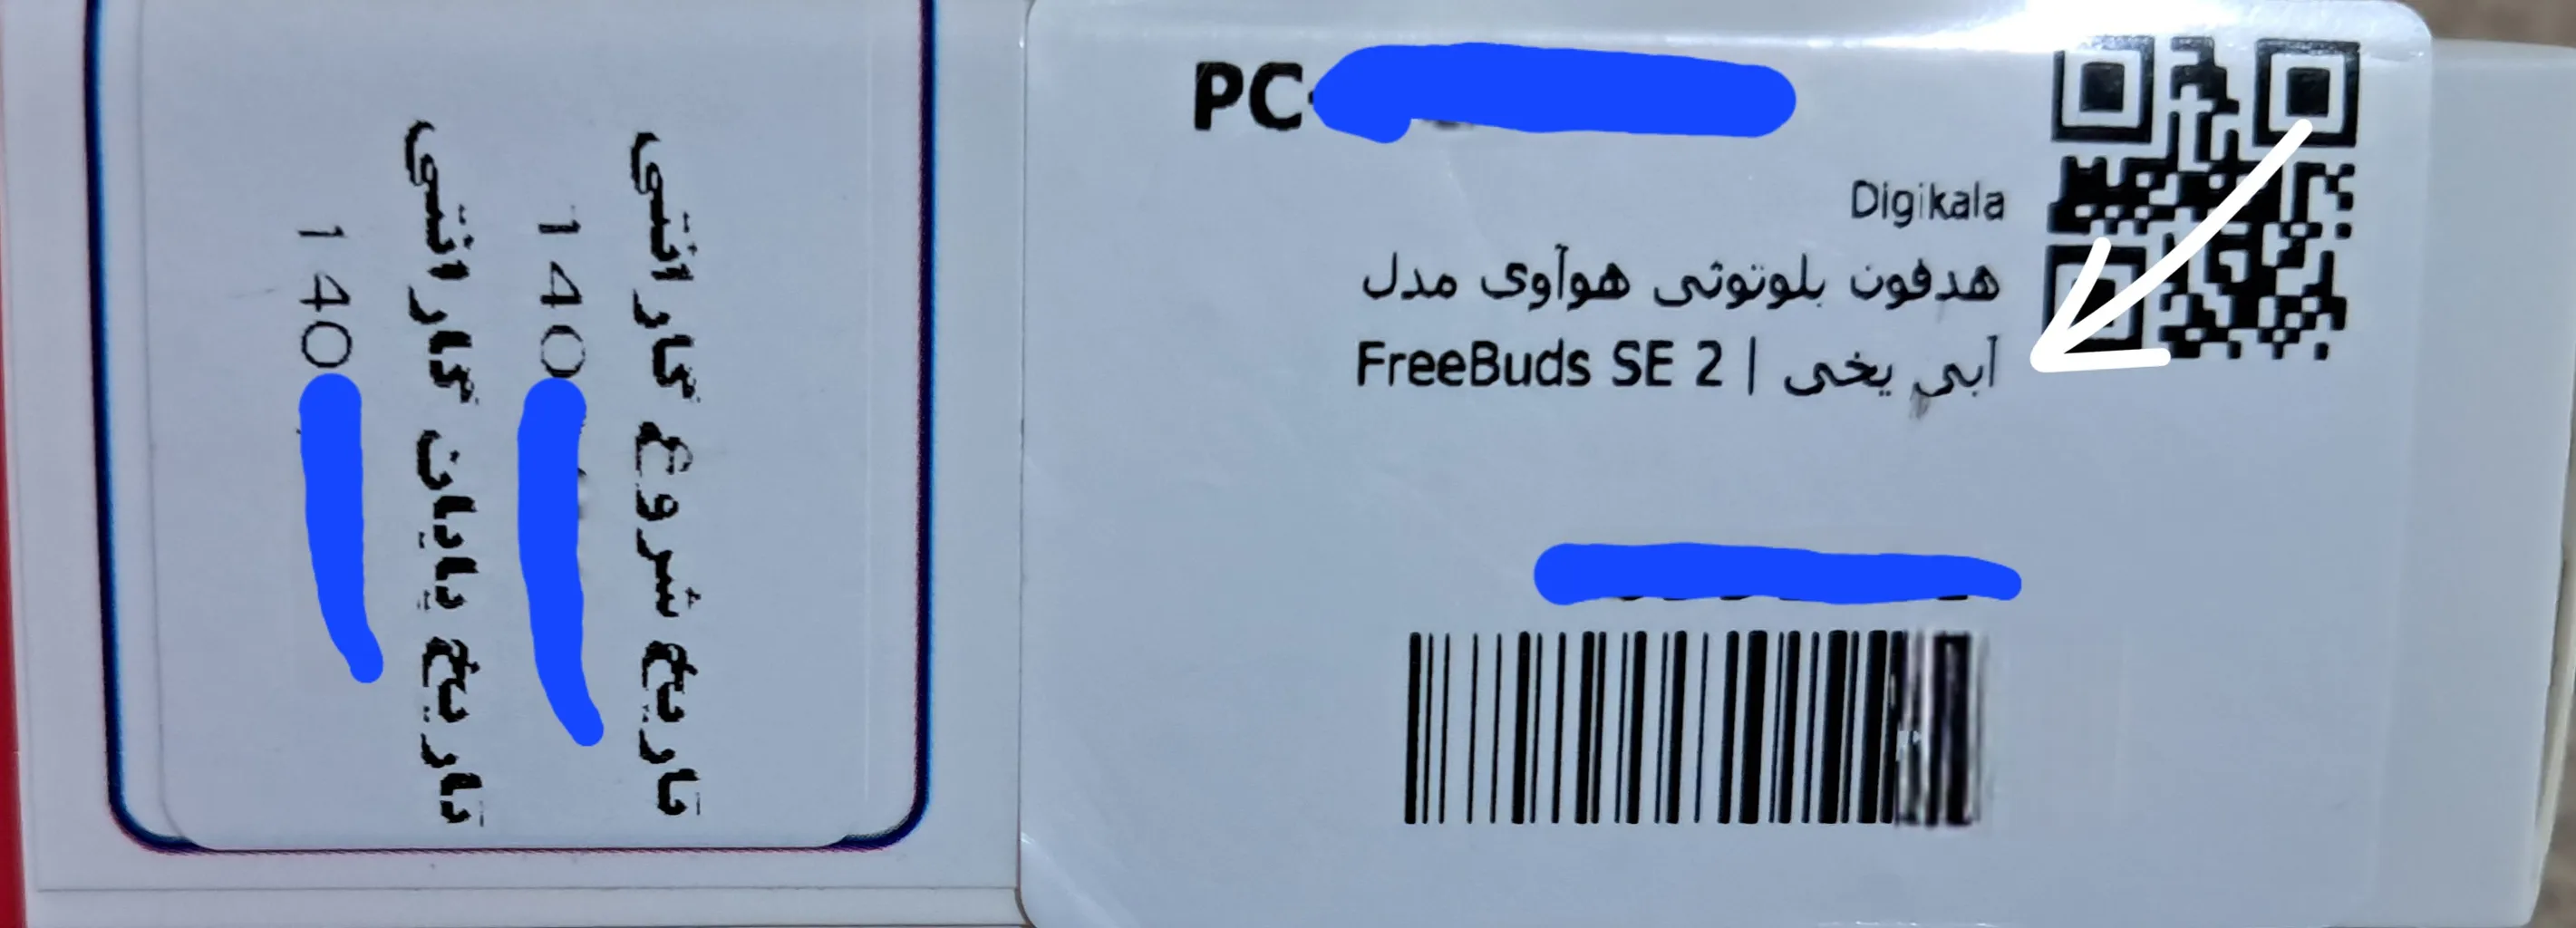 PC-
Digikala
هدفون بلوتوثی هوآوی مدل
FreeBuds SE 2 | آبی یخی
تاریخ شروع گارانتی
140
تاریخ پایان گارانتی
140